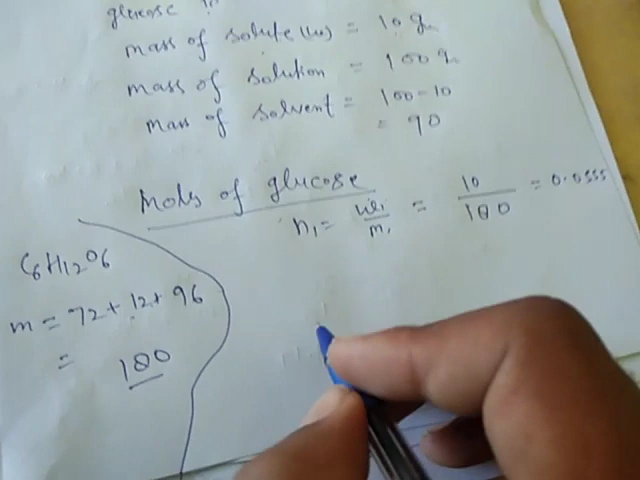 glucose in
mass of solute (w) = 10 g
mass of solution = 100 g
mass of solvent = 100-10
= 90
Mols of glucose
n₁ = w₁/m₁ = 10/180 = 0.0555
C6H12O6
m = 72+12+96
= 180